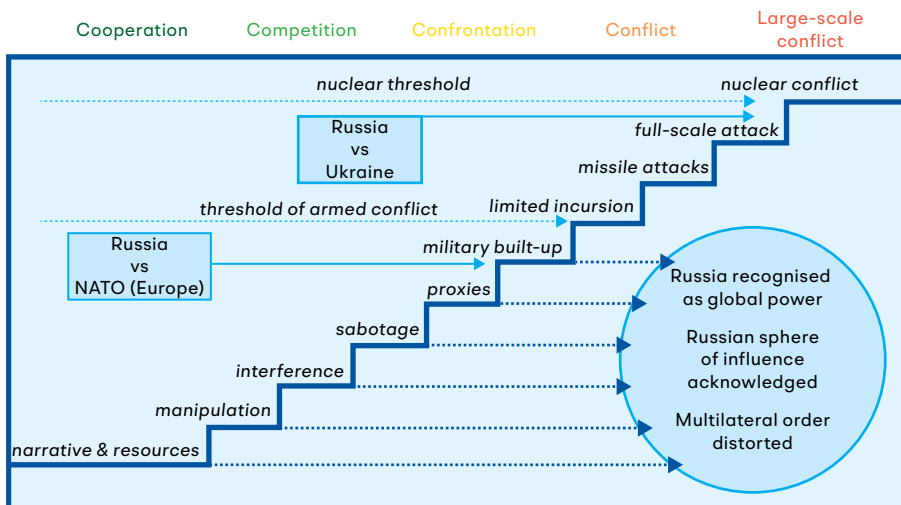 Cooperation
Competition
Confrontation
Conflict
Large-scale
conflict
nuclear threshold
nuclear conflict
Russia
vs
Ukraine
full-scale attack
missile attacks
threshold of armed conflict
limited incursion
Russia
vs
NATO (Europe)
military built-up
proxies
sabotage
interference
manipulation
narrative & resources
Russia recognised
as global power
Russian sphere
of influence
acknowledged
Multilateral order
distorted